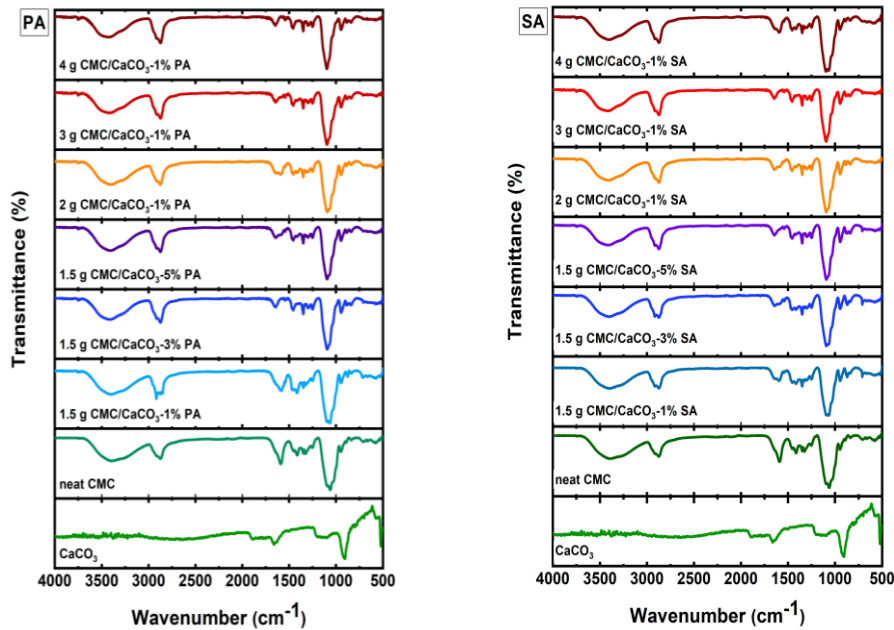 PA
4 g CMC/CaCO3-1% PA
3 g CMC/CaCO3-1% PA
2 g CMC/CaCO3-1% PA
1.5 g CMC/CaCO3-5% PA
1.5 g CMC/CaCO3-3% PA
1.5 g CMC/CaCO3-1% PA
neat CMC
CaCO3
Transmittance (%)
4000 3500 3000 2500 2000 1500 1000 500
Wavenumber (cm-1)
SA
4 g CMC/CaCO3-1% SA
3 g CMC/CaCO3-1% SA
2 g CMC/CaCO3-1% SA
1.5 g CMC/CaCO3-5% SA
1.5 g CMC/CaCO3-3% SA
1.5 g CMC/CaCO3-1% SA
neat CMC
CaCO3
Transmittance (%)
4000 3500 3000 2500 2000 1500 1000 500
Wavenumber (cm-1)